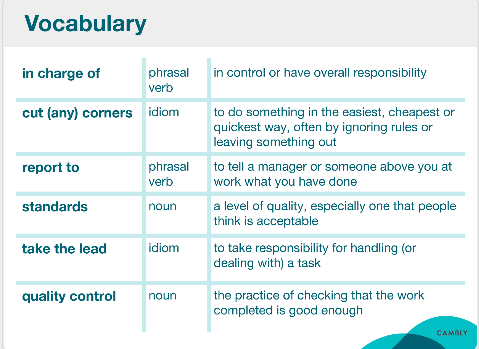 Vocabulary
in charge of
phrasal
verb
in control or have overall responsibility
cut (any) corners
idiom
to do something in the easiest, cheapest or
quickest way, often by ignoring rules or
leaving something out
report to
phrasal
verb
to tell a manager or someone above you at
work what you have done
standards
noun
a level of quality, especially one that people
think is acceptable
take the lead
idiom
to take responsibility for handling (or
dealing with) a task
quality control
noun
the practice of checking that the work
completed is good enough
CAMBLY